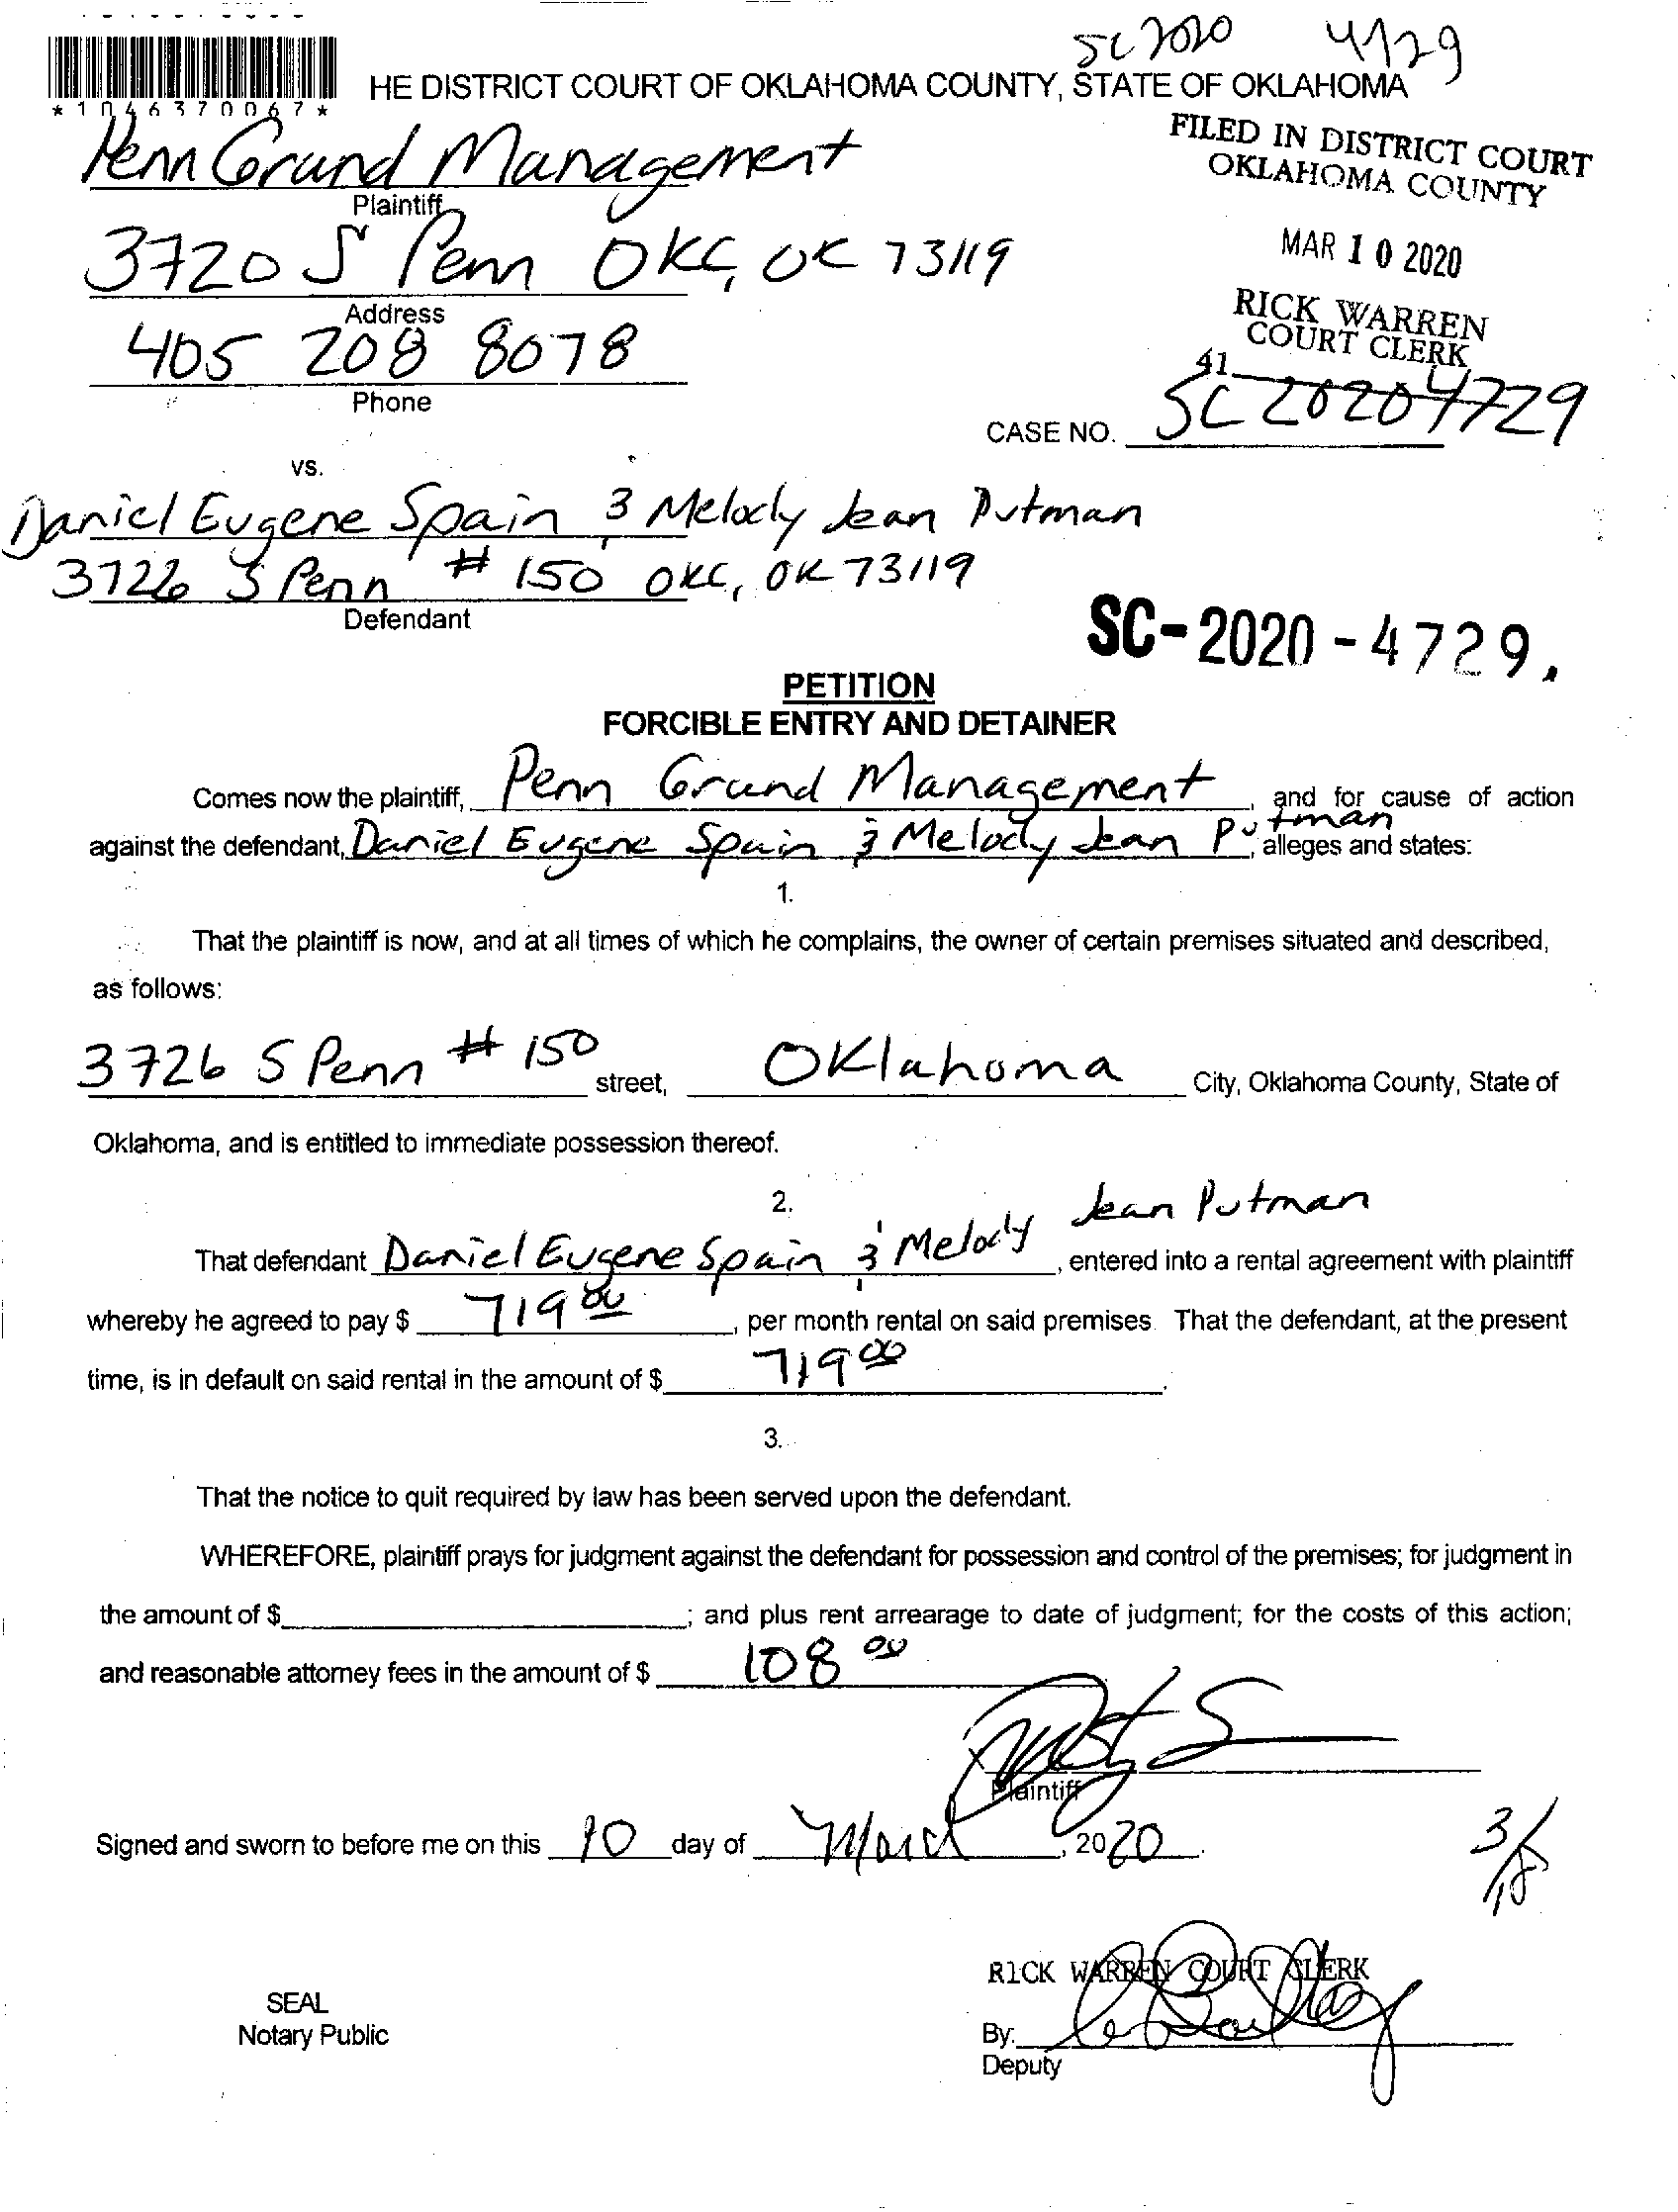 SC 2020 4729
*1046370067*
HE DISTRICT COURT OF OKLAHOMA COUNTY, STATE OF OKLAHOMA
Penn Grand Management
Plaintiff
FILED IN DISTRICT COURT
OKLAHOMA COUNTY
3720 S Penn OKC, OK 73119
Address
MAR 10 2020
RICK WARREN
COURT CLERK
405 208 8078
Phone
41
CASE NO. SC 2020 4729
vs.
Daniel Eugene Spain & Melody Jean Putman
3726 S Penn # 150 OKC, OK 73119
Defendant
SC-2020-4729
PETITION
FORCIBLE ENTRY AND DETAINER
Comes now the plaintiff, Penn Grand Management, and for cause of action
against the defendant, Daniel Eugene Spain & Melody Jean Putman, alleges and states:
1.
That the plaintiff is now, and at all times of which he complains, the owner of certain premises situated and described,
as follows:
3726 S Penn # 150 street, Oklahoma City, Oklahoma County, State of
Oklahoma, and is entitled to immediate possession thereof.
2.
That defendant Daniel Eugene Spain & Melody Jean Putman, entered into a rental agreement with plaintiff
whereby he agreed to pay $ 719 00, per month rental on said premises. That the defendant, at the present
time, is in default on said rental in the amount of $ 719 00.
3.
That the notice to quit required by law has been served upon the defendant.
WHEREFORE, plaintiff prays for judgment against the defendant for possession and control of the premises; for judgment in
the amount of $ ; and plus rent arrearage to date of judgment; for the costs of this action;
and reasonable attorney fees in the amount of $ 108 00
Plaintiff
Signed and sworn to before me on this 10 day of March, 2020.
3/18
RICK WARREN COURT CLERK
SEAL
Notary Public
By:
Deputy